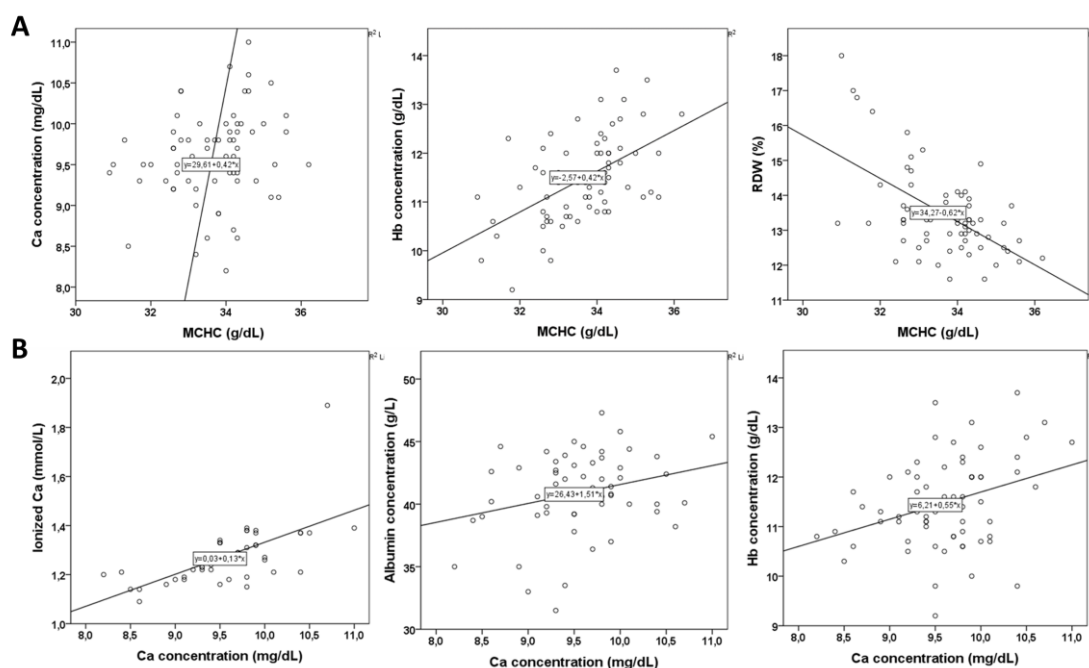 A
R² L
Ca concentration (mg/dL)
11,0
10,5
10,0
9,5
9,0
8,5
8,0
y=29,61+0,42*x
30 32 34 36
MCHC (g/dL)
R²
Hb concentration (g/dL)
14
13
12
11
10
9
y=-2,57+0,42*x
30 32 34 36
MCHC (g/dL)
RDW (%)
18
17
16
15
14
13
12
11
y=34,27-0,62*x
30 32 34 36
MCHC (g/dL)
B
R² Li
Ionized Ca (mmol/L)
2,0
1,8
1,6
1,4
1,2
1,0
y=0,03+0,13*x
8,0 8,5 9,0 9,5 10,0 10,5 11,0
Ca concentration (mg/dL)
R² L
Albumin concentration (g/L)
50
45
40
35
30
y=26,43+1,51*x
8,0 8,5 9,0 9,5 10,0 10,5 11,0
Ca concentration (mg/dL)
R² Li
Hb concentration (g/dL)
14
13
12
11
10
9
y=6,21+0,55*x
8,0 8,5 9,0 9,5 10,0 10,5 11,0
Ca concentration (mg/dL)